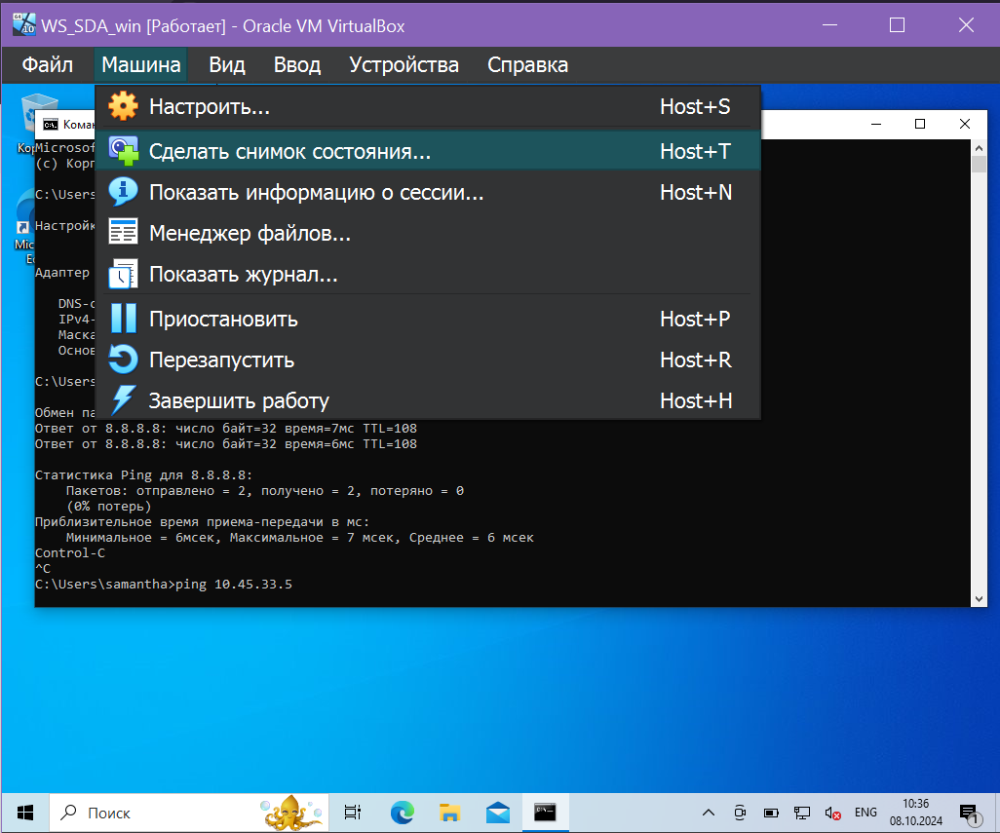 WS_SDA_win [Работает] - Oracle VM VirtualBox
Файл Машина Вид Ввод Устройства Справка
Настроить... Host+S
Сделать снимок состояния... Host+T
Показать информацию о сессии... Host+N
Менеджер файлов...
Показать журнал...
Приостановить Host+P
Перезапустить Host+R
Завершить работу Host+H
Кор
Mic
E
Коман
Microsof
(c) Корп
C:\Users
Настройк
Адаптер
DNS-с
IPv4-
Маска
Основ
C:\Users
Обмен па
Ответ от 8.8.8.8: число байт=32 время=7мс TTL=108
Ответ от 8.8.8.8: число байт=32 время=6мс TTL=108
Статистика Ping для 8.8.8.8:
Пакетов: отправлено = 2, получено = 2, потеряно = 0
(0% потерь)
Приблизительное время приема-передачи в мс:
Минимальное = 6мсек, Максимальное = 7 мсек, Среднее = 6 мсек
Control-C
^C
C:\Users\samantha>ping 10.45.33.5
Поиск
ENG
10:36
08.10.2024
1